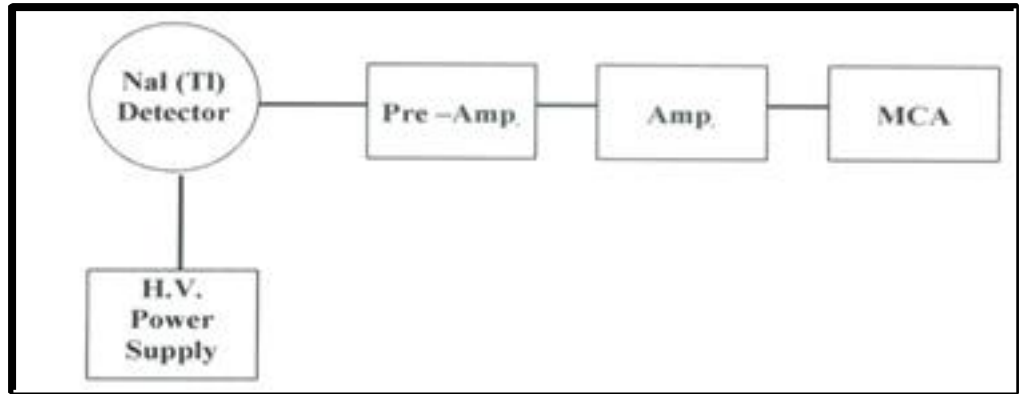 NaI (Tl)
Detector
Pre –Amp.
Amp.
MCA
H.V.
Power
Supply